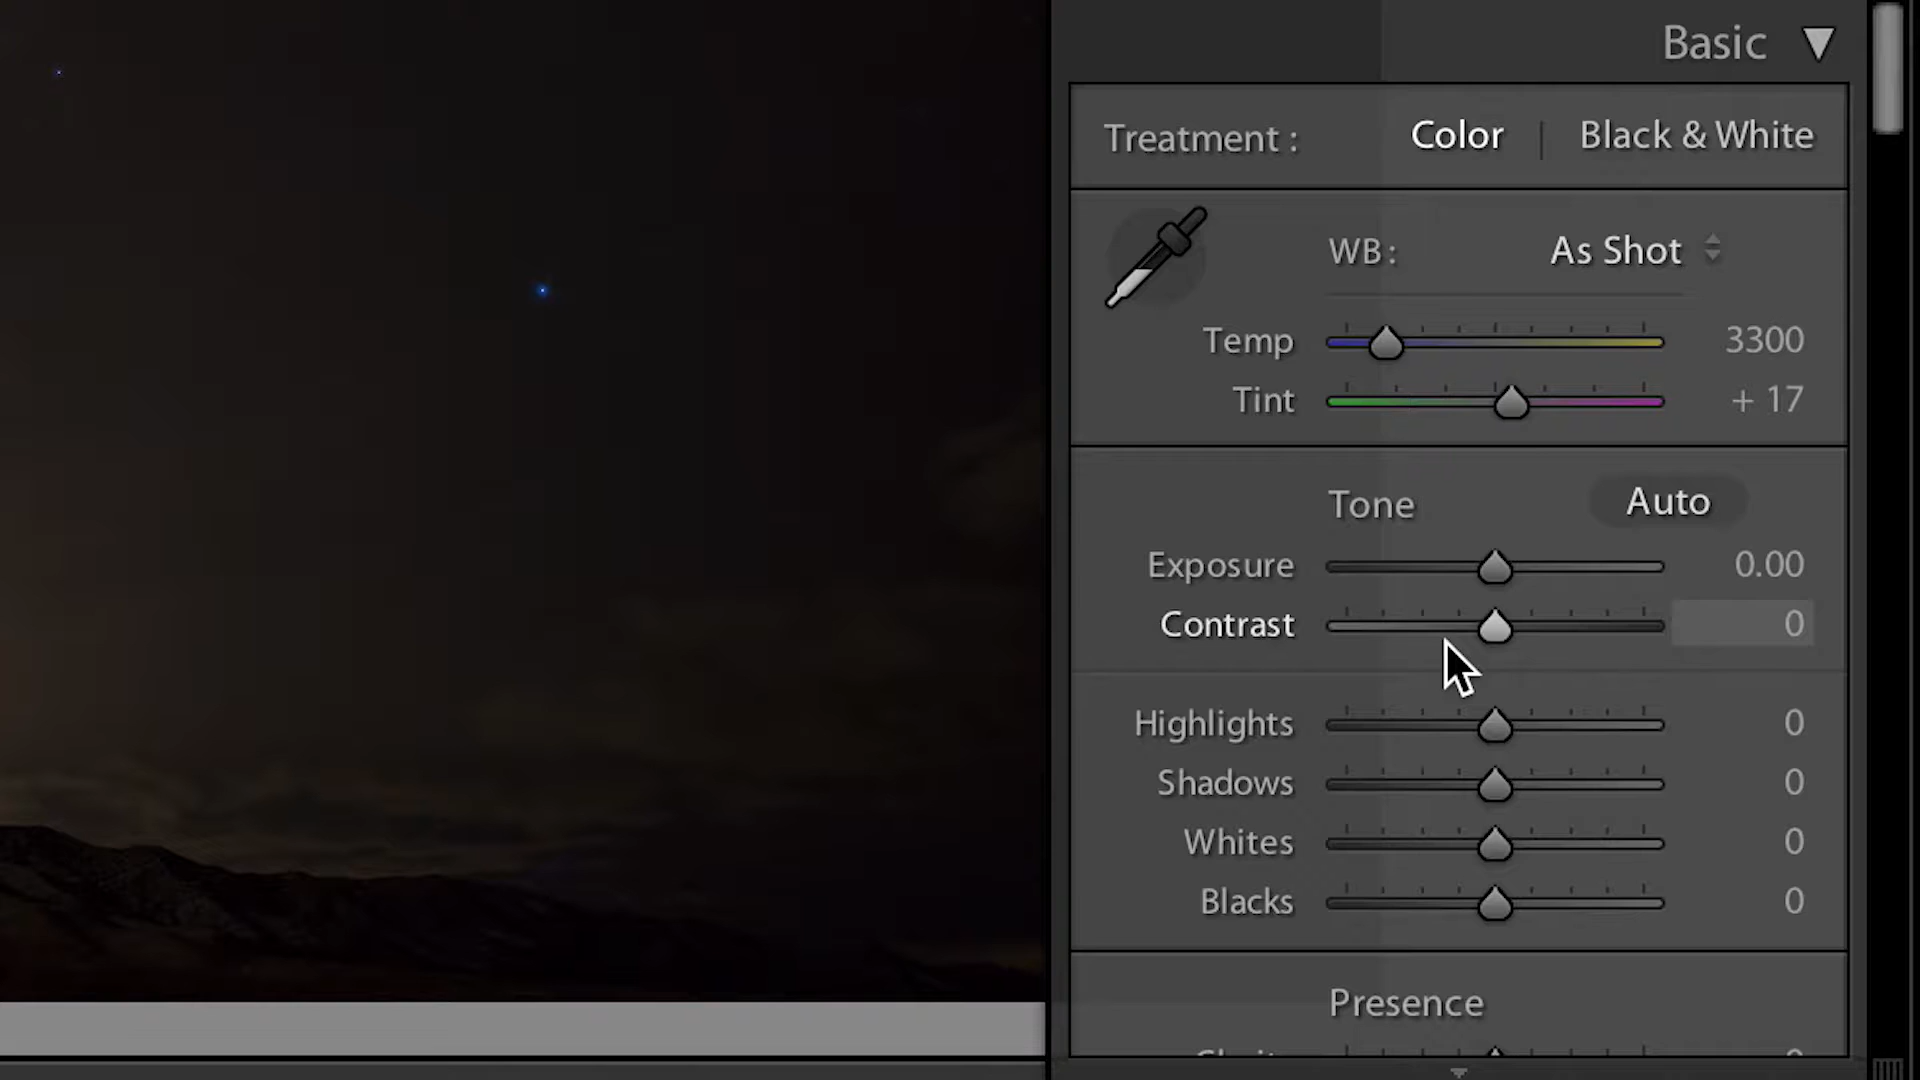 Basic
Treatment : Color | Black & White
WB: As Shot
Temp 3300
Tint + 17
Tone Auto
Exposure 0.00
Contrast 0
Highlights 0
Shadows 0
Whites 0
Blacks 0
Presence